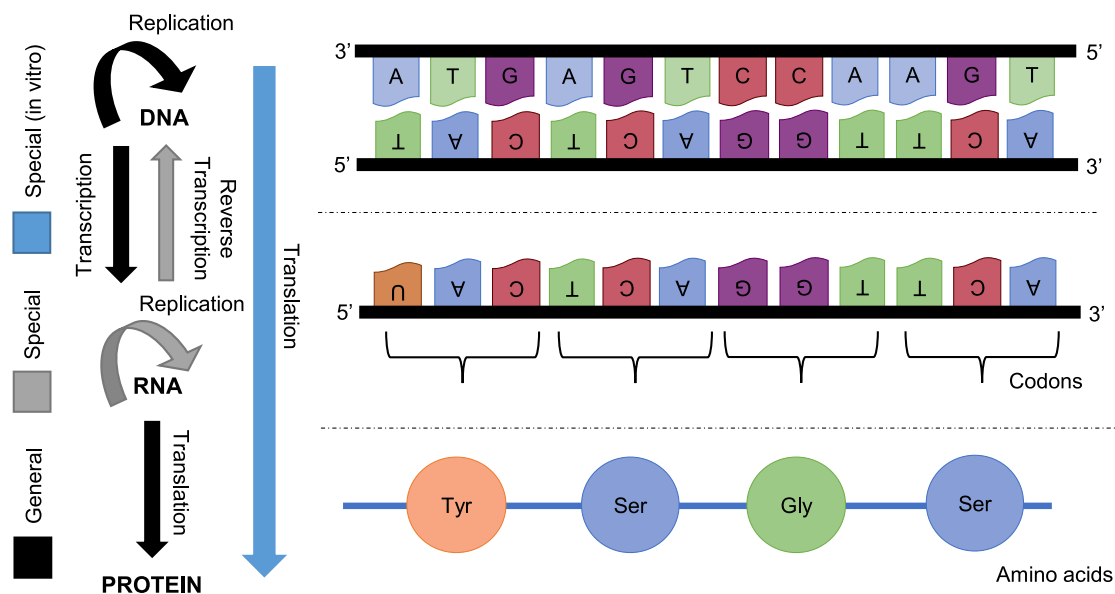 Special (in vitro)
Special
General
Replication
DNA
Transcription
Reverse
Transcription
Replication
RNA
Translation
PROTEIN
Translation
3’ A T G A G T C C A A G T 5’
5’ T A C T C A G G T T C A 3’
5’ U A C T C A G G T T C A 3’
Codons
Tyr Ser Gly Ser
Amino acids